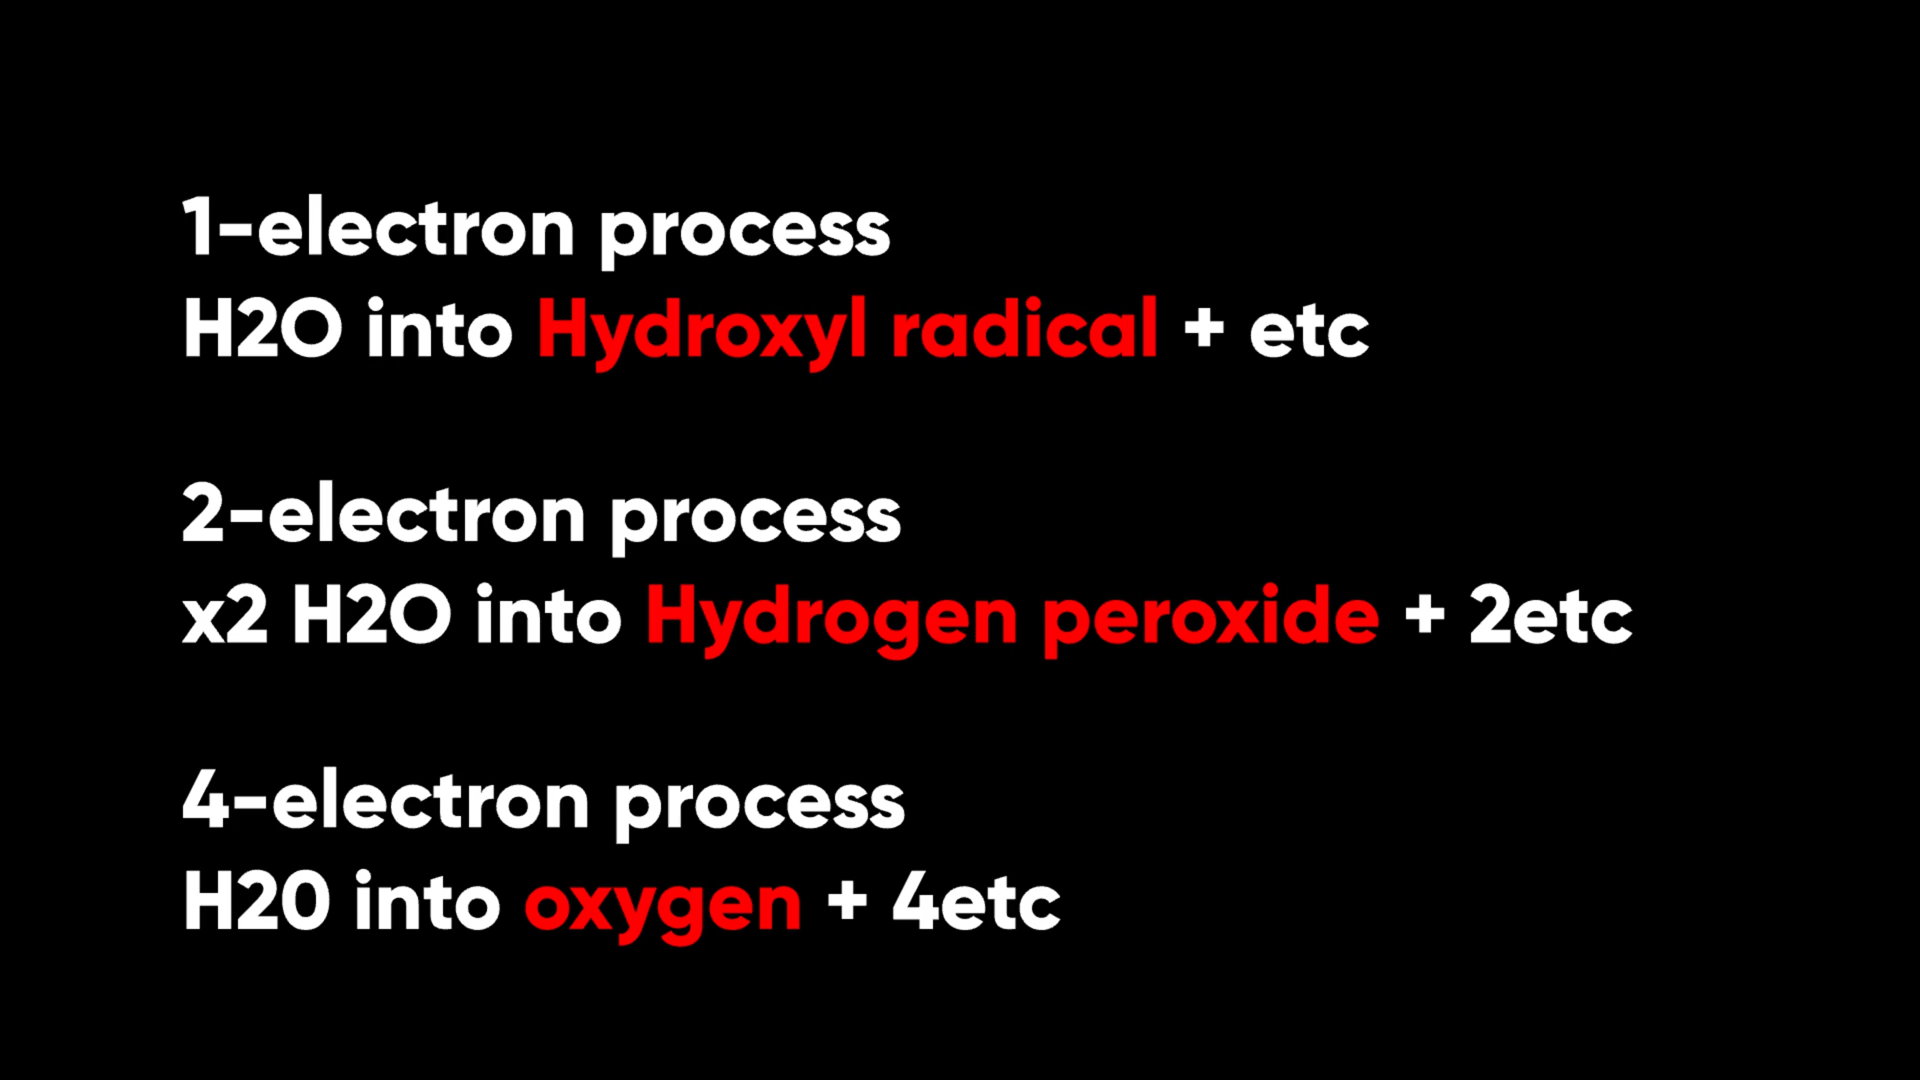 1-electron process
H2O into Hydroxyl radical + etc
2-electron process
x2 H2O into Hydrogen peroxide + 2etc
4-electron process
H20 into oxygen + 4etc